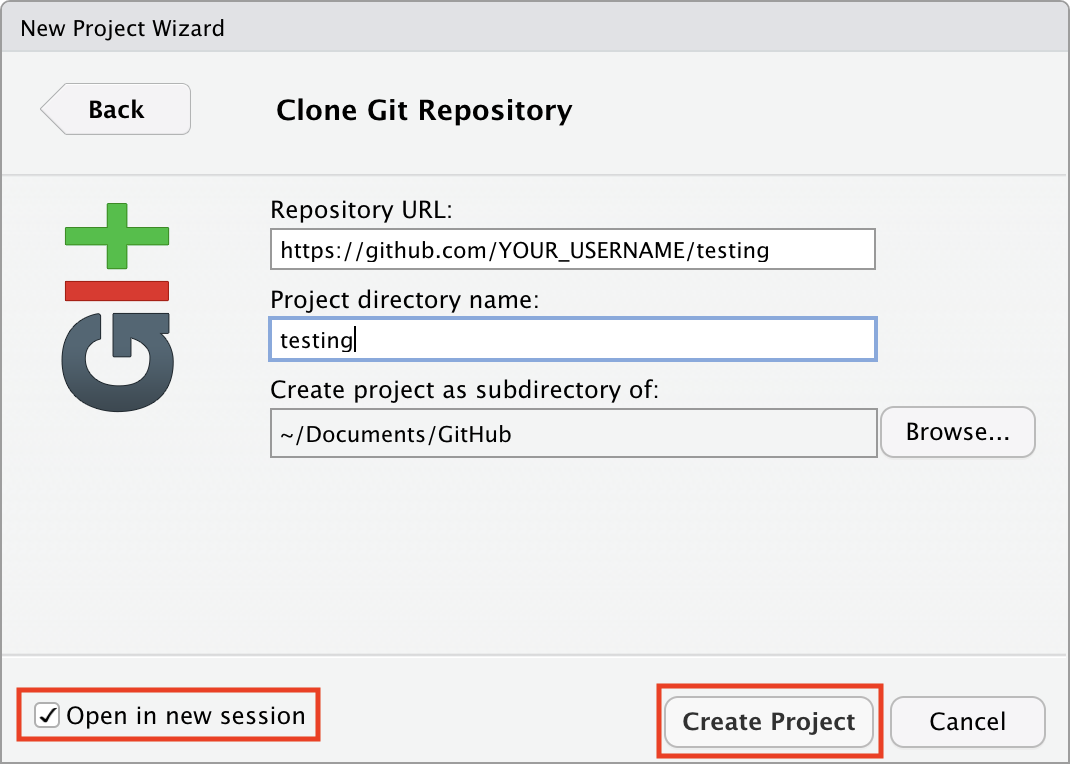 New Project Wizard
Back
Clone Git Repository
GIT
Repository URL:
https://github.com/YOUR_USERNAME/testing
Project directory name:
testing
Create project as subdirectory of:
~/Documents/GitHub
Browse...
Open in new session
Create Project
Cancel